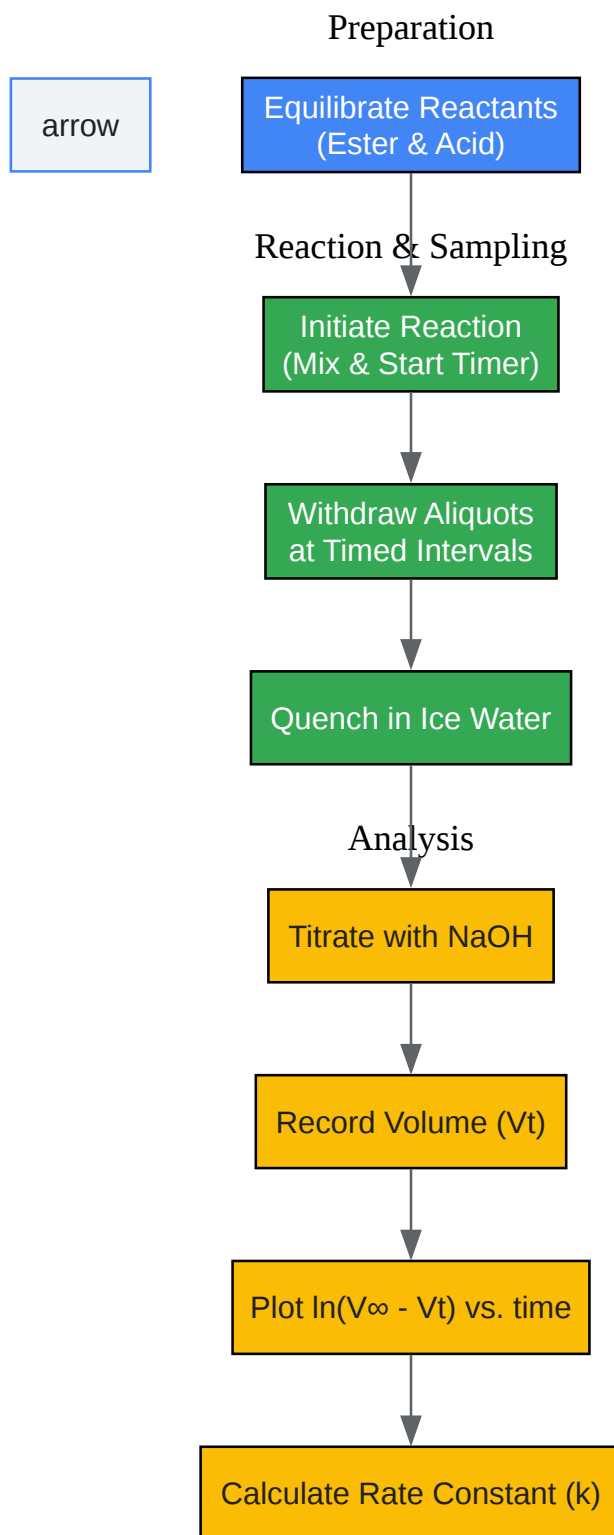 Preparation
arrow
Equilibrate Reactants
(Ester & Acid)
Reaction & Sampling
Initiate Reaction
(Mix & Start Timer)
Withdraw Aliquots
at Timed Intervals
Quench in Ice Water
Analysis
Titrate with NaOH
Record Volume (Vt)
Plot ln(V∞ - Vt) vs. time
Calculate Rate Constant (k)